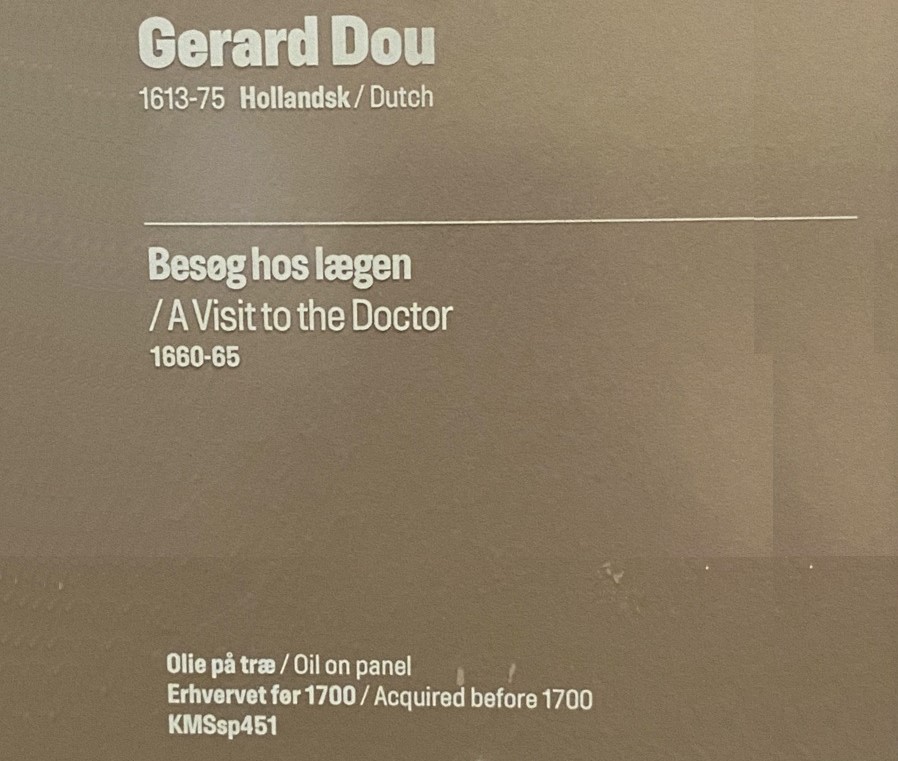 Gerard Dou
1613-75 Hollandsk / Dutch
Besøg hos lægen
/ A Visit to the Doctor
1660-65
Olie på træ / Oil on panel
Erhvervet før 1700 / Acquired before 1700
KMSsp451